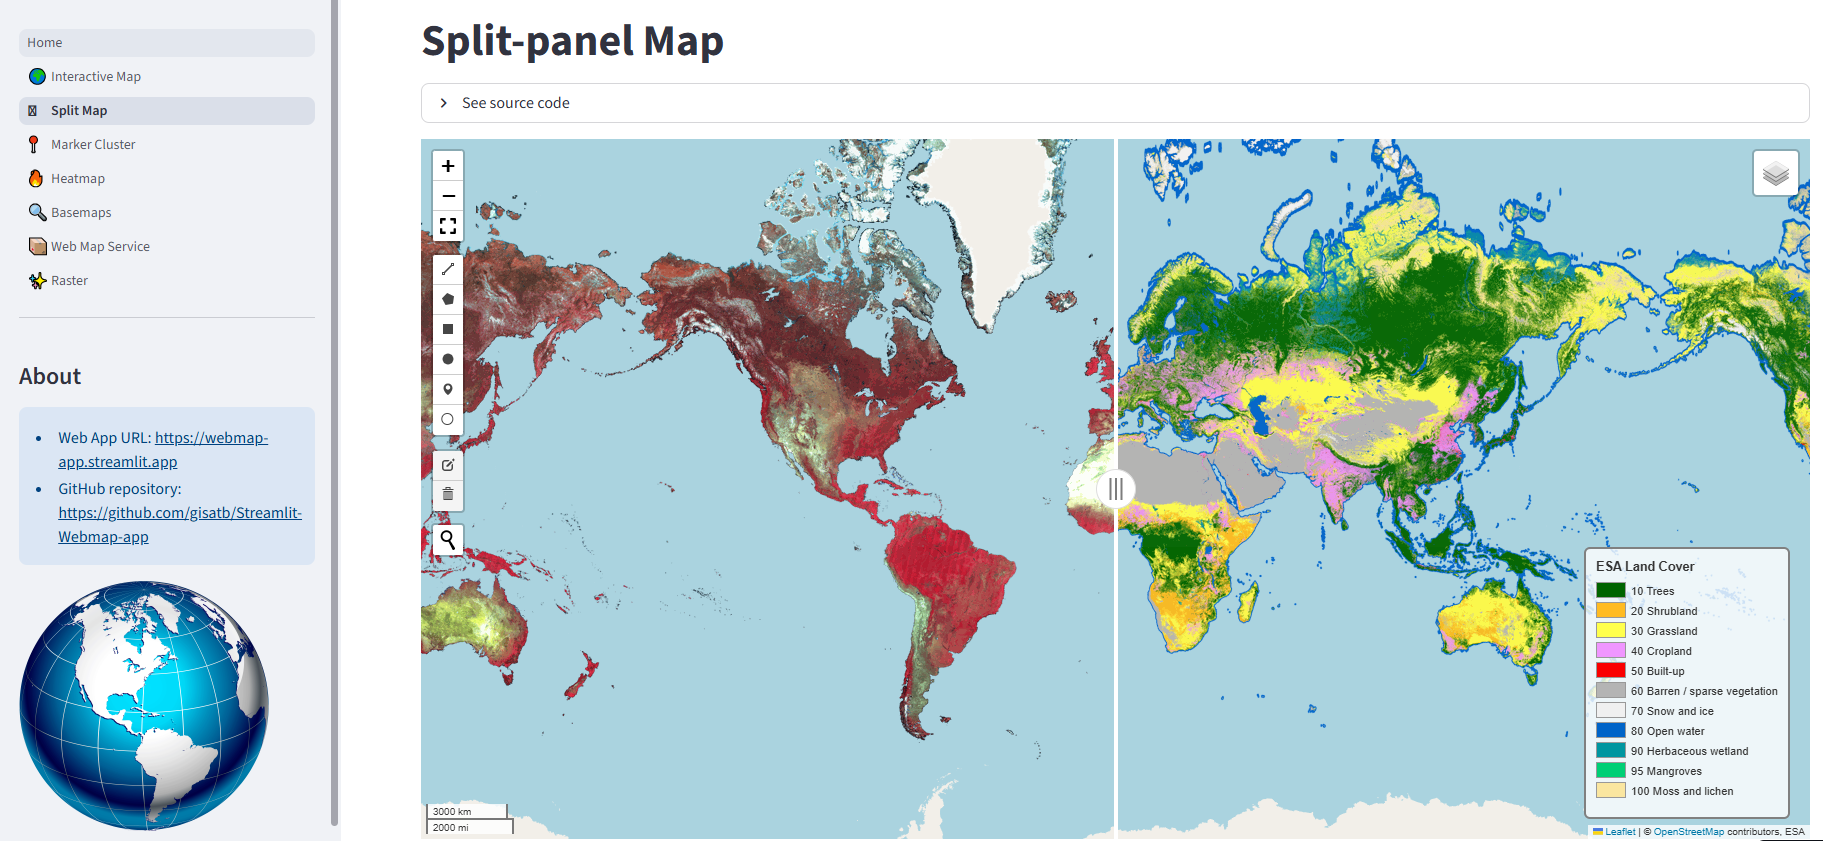 Home
Interactive Map
Split Map
Marker Cluster
Heatmap
Basemaps
Web Map Service
Raster
About
Web App URL: https://webmap-
app.streamlit.app
GitHub repository:
https://github.com/gisatb/Streamlit-
Webmap-app
Split-panel Map
See source code
+
−
3000 km
2000 mi
ESA Land Cover
10 Trees
20 Shrubland
30 Grassland
40 Cropland
50 Built-up
60 Barren / sparse vegetation
70 Snow and ice
80 Open water
90 Herbaceous wetland
95 Mangroves
100 Moss and lichen
Leaflet | © OpenStreetMap contributors, ESA